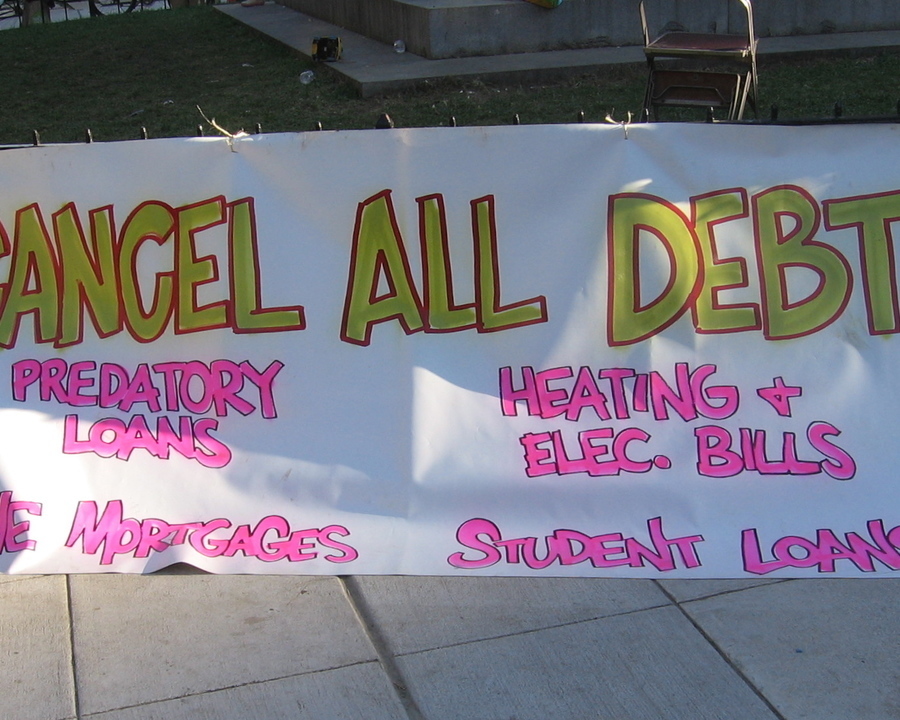 CANCEL ALL DEBT
PREDATORY
LOANS
HEATING +
ELEC. BILLS
MORTGAGES
STUDENT LOANS